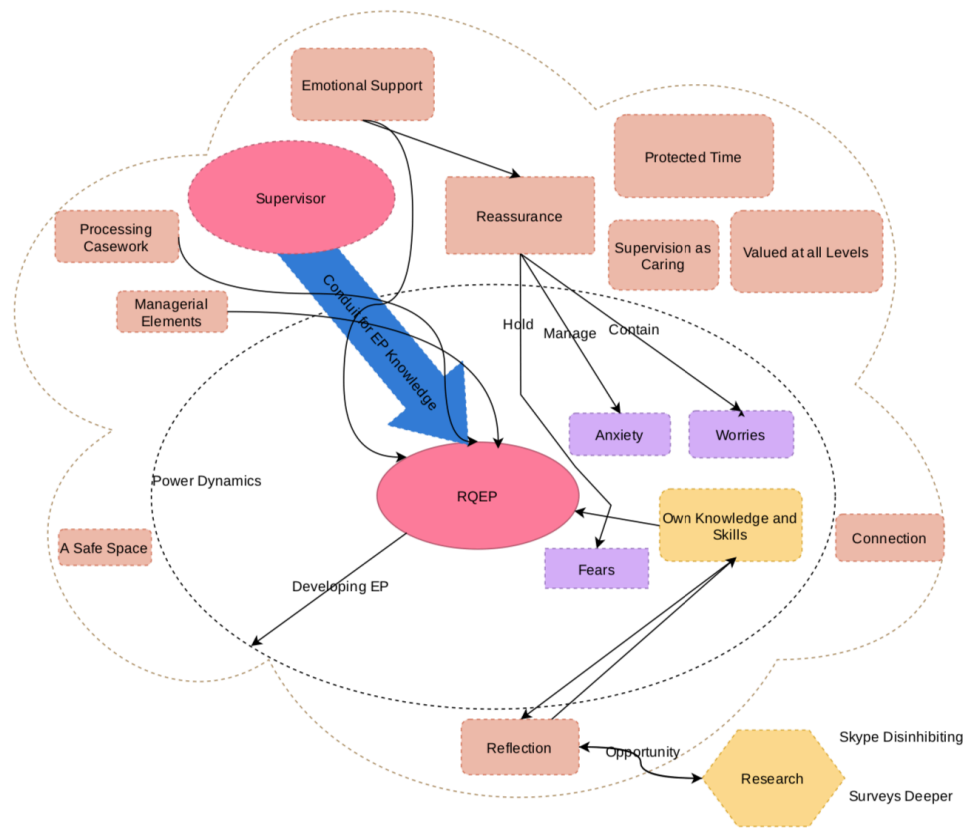 Emotional Support
Protected Time
Supervisor
Reassurance
Processing
Casework
Supervision as
Caring
Valued at all Levels
Managerial
Elements
Conduit for EP Knowledge
Hold
Manage
Contain
Anxiety
Worries
Power Dynamics
RQEP
Own Knowledge and
Skills
A Safe Space
Connection
Fears
Developing EP
Reflection
Opportunity
Skype Disinhibiting
Research
Surveys Deeper